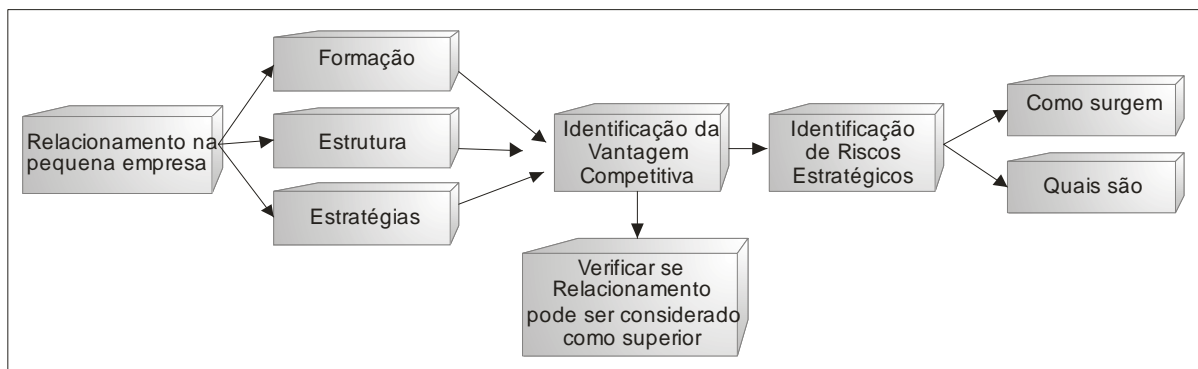 Relacionamento na
pequena empresa
Formação
Estrutura
Estratégias
Identificação da
Vantagem
Competitiva
Verificar se
Relacionamento
pode ser considerado
como superior
Identificação
de Riscos
Estratégicos
Como surgem
Quais são